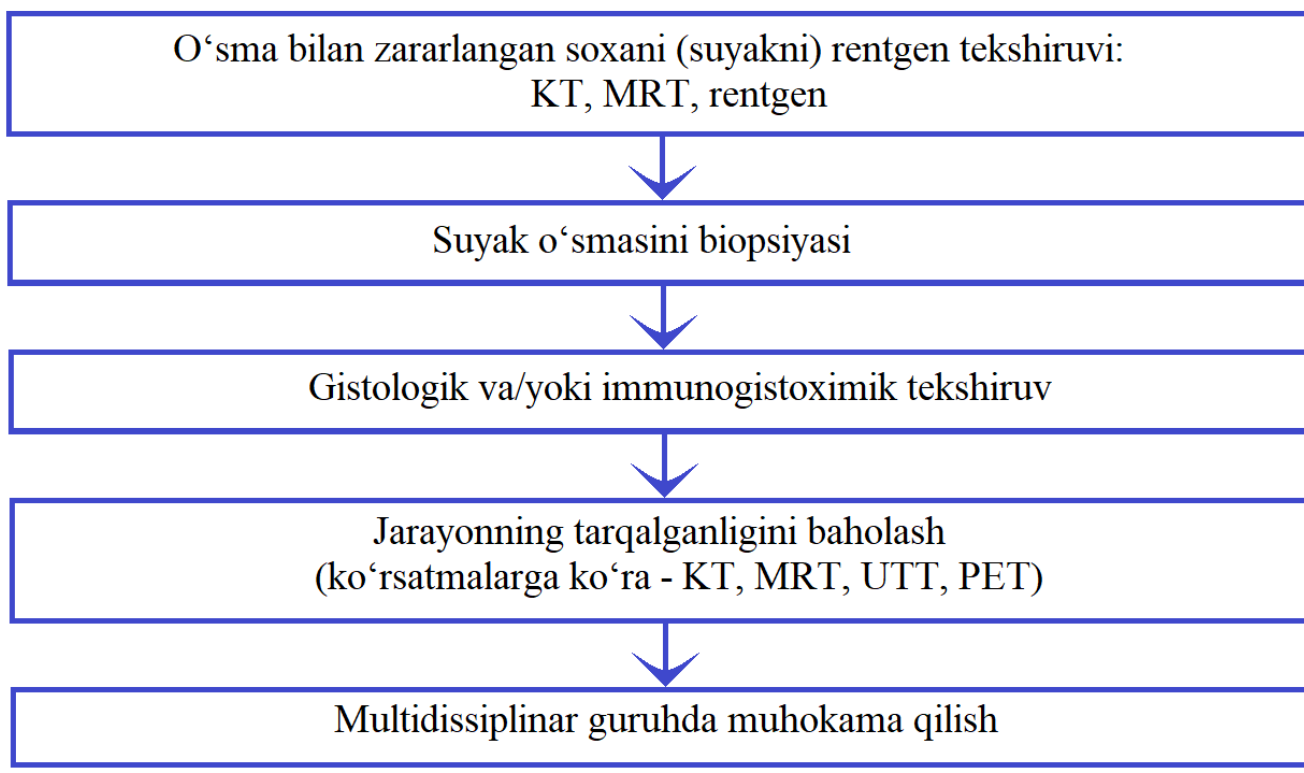 O‘sma bilan zararlangan soxani (suyakni) rentgen tekshiruvi:
KT, MRT, rentgen
Suyak o‘smasini biopsiyasi
Gistologik va/yoki immunogistoximik tekshiruv
Jarayonning tarqalganligini baholash
(ko‘rsatmalarga ko‘ra - KT, MRT, UTT, PET)
Multidissiplinar guruhda muhokama qilish